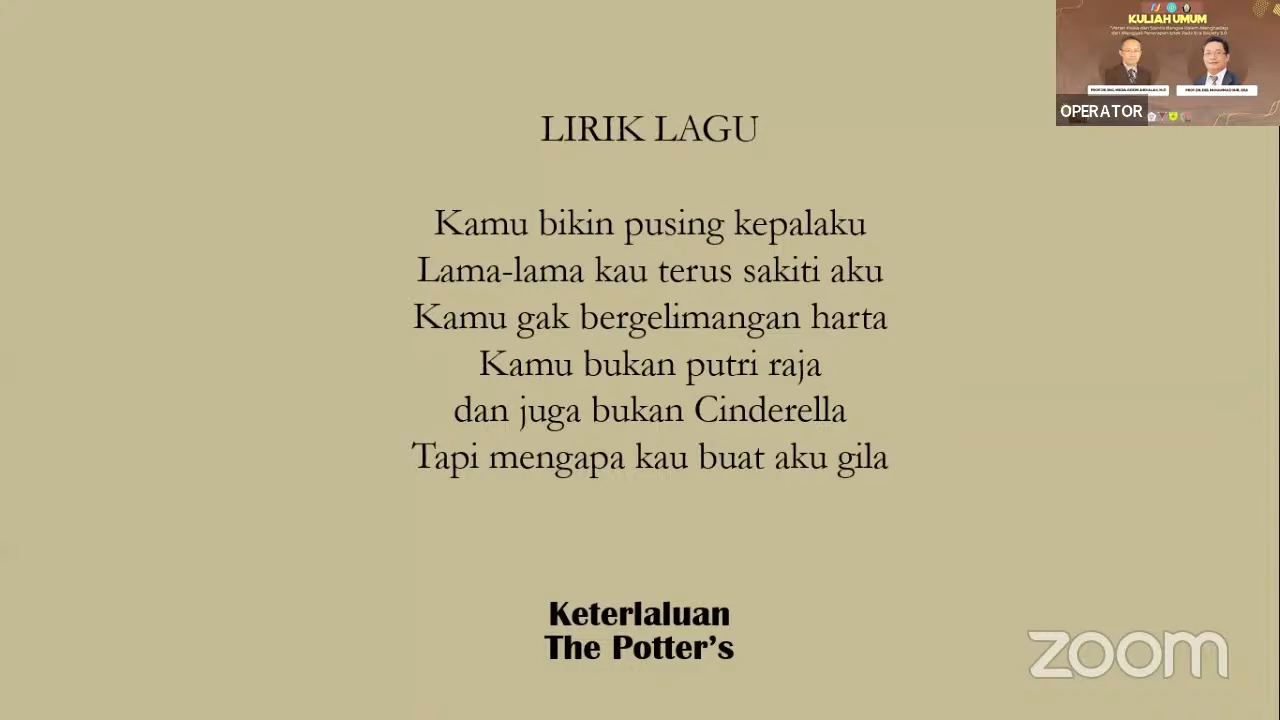 KULIAH UMUM
OPERATOR
LIRIK LAGU
Kamu bikin pusing kepalaku
Lama-lama kau terus sakiti aku
Kamu gak bergelimangan harta
Kamu bukan putri raja
dan juga bukan Cinderella
Tapi mengapa kau buat aku gila
Keterlaluan
The Potter's
zoom